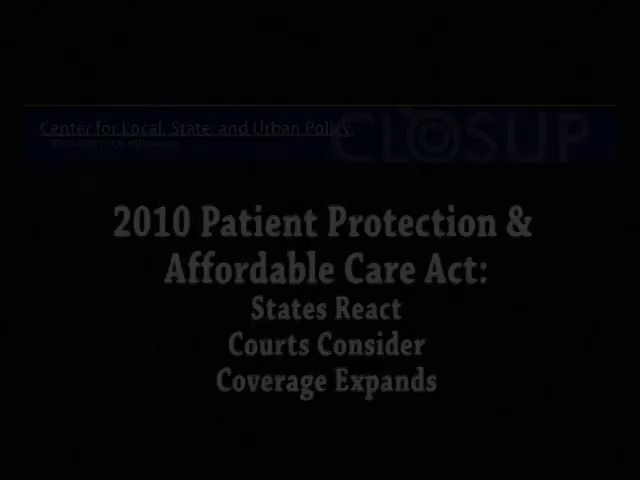 Center for Local, State, and Urban Policy
CLOSUP
2010 Patient Protection &
Affordable Care Act:
States React
Courts Consider
Coverage Expands